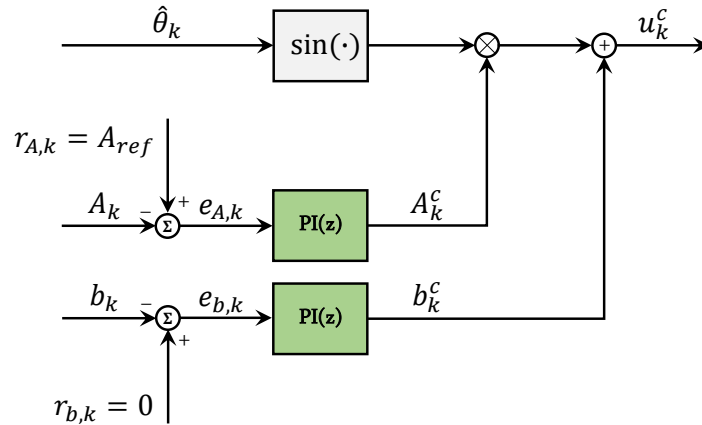 θ̂_k
sin(·)
×
+
u_k^c
r_{A,k} = A_{ref}
A_k
−
+
Σ
e_{A,k}
PI(z)
A_k^c
b_k
−
Σ
+
e_{b,k}
PI(z)
b_k^c
r_{b,k} = 0